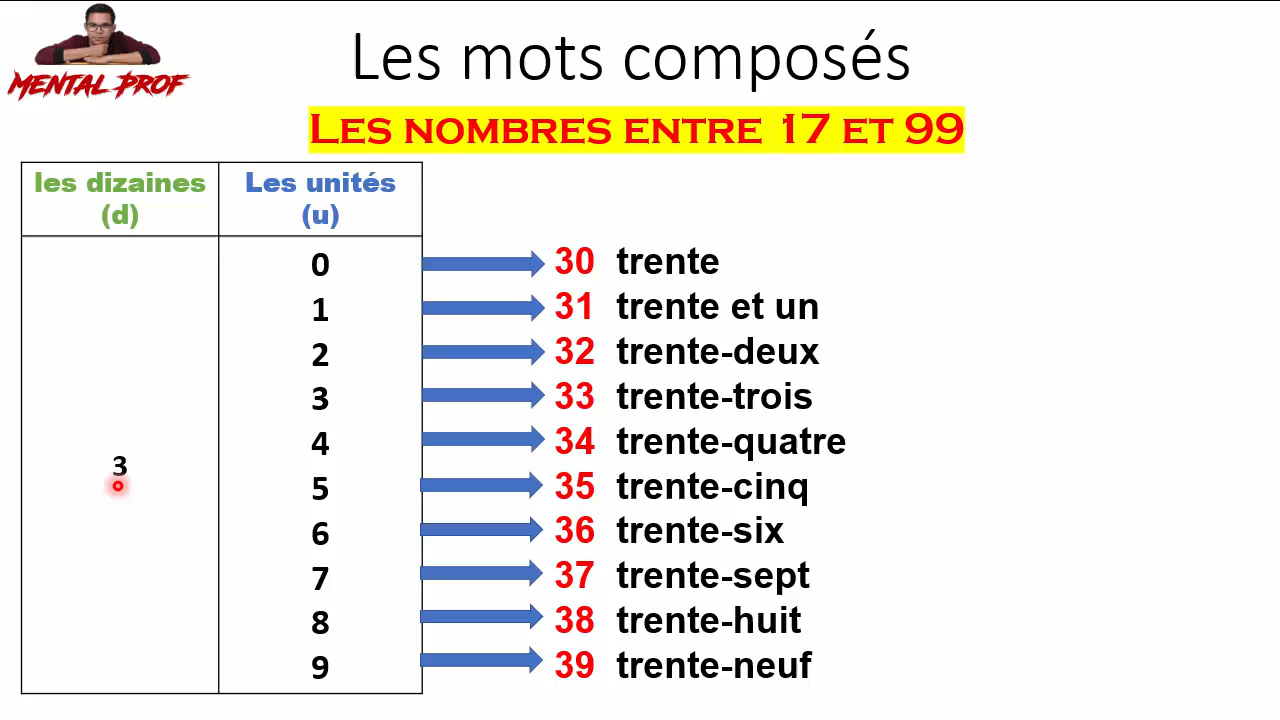 MENTAL PROF
Les mots composés
LES NOMBRES ENTRE 17 ET 99
les dizaines
(d)
Les unités
(u)
3
0
1
2
3
4
5
6
7
8
9
30 trente
31 trente et un
32 trente-deux
33 trente-trois
34 trente-quatre
35 trente-cinq
36 trente-six
37 trente-sept
38 trente-huit
39 trente-neuf